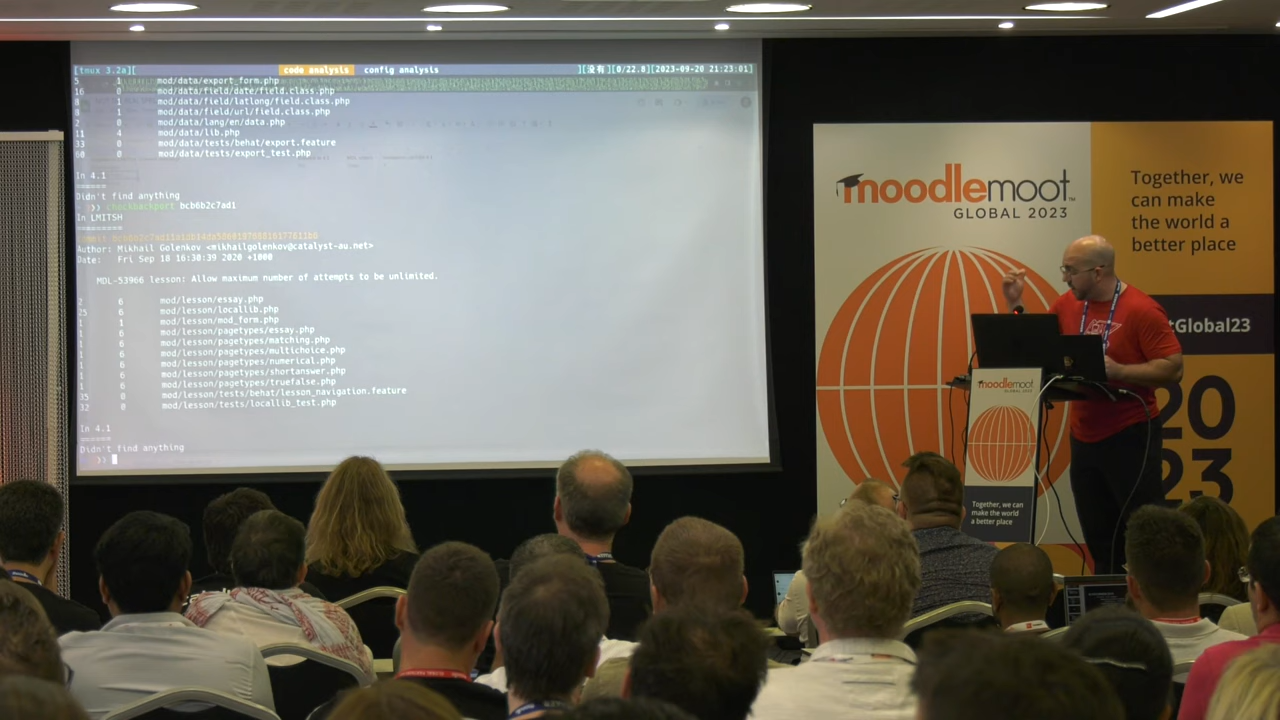 [tmux 3.2a][
code analysis
config analysis
][没有][0/22.8][2023-09-20 21:23:01]
5 1 mod/data/export_form.php
16 0 mod/data/field/date/field.class.php
8 1 mod/data/field/latlong/field.class.php
8 1 mod/data/field/url/field.class.php
2 0 mod/data/lang/en/data.php
11 4 mod/data/lib.php
33 0 mod/data/tests/behat/export.feature
60 0 mod/data/tests/export_test.php
In 4.1
======
Didn't find anything
》 checkbackport bcb6b2c7ad1
In LMITSH
========
Author: Mikhail Golenkov <mikhailgolenkov@catalyst-au.net>
Date: Fri Sep 18 16:30:39 2020 +1000
MDL-53966 lesson: Allow maximum number of attempts to be unlimited.
2 6 mod/lesson/essay.php
25 6 mod/lesson/locallib.php
1 1 mod/lesson/mod_form.php
1 6 mod/lesson/pagetypes/essay.php
1 6 mod/lesson/pagetypes/matching.php
1 6 mod/lesson/pagetypes/multichoice.php
1 6 mod/lesson/pagetypes/numerical.php
1 6 mod/lesson/pagetypes/shortanswer.php
1 6 mod/lesson/pagetypes/truefalse.php
35 0 mod/lesson/tests/behat/lesson_navigation.feature
32 0 mod/lesson/tests/locallib_test.php
In 4.1
======
Didn't find anything
》
moodlemoot™
GLOBAL 2023
Together, we
can make
the world a
better place
tGlobal23
20
23
moodlemoot
GLOBAL 2023
Together, we can
make the world
a better place